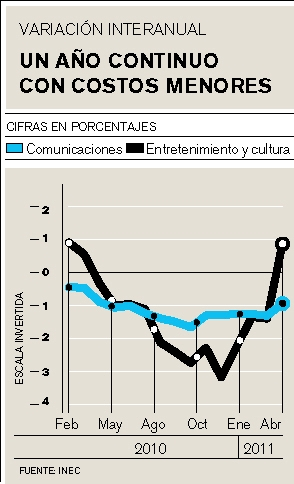 VARIACIÓN INTERANUAL
UN AÑO CONTINUO
CON COSTOS MENORES
CIFRAS EN PORCENTAJES
Comunicaciones Entretenimiento y cultura
2
1
0
1
2
3
4
ESCALA INVERTIDA
Feb May Ago Oct Ene Abr
2010 2011
FUENTE: INEC